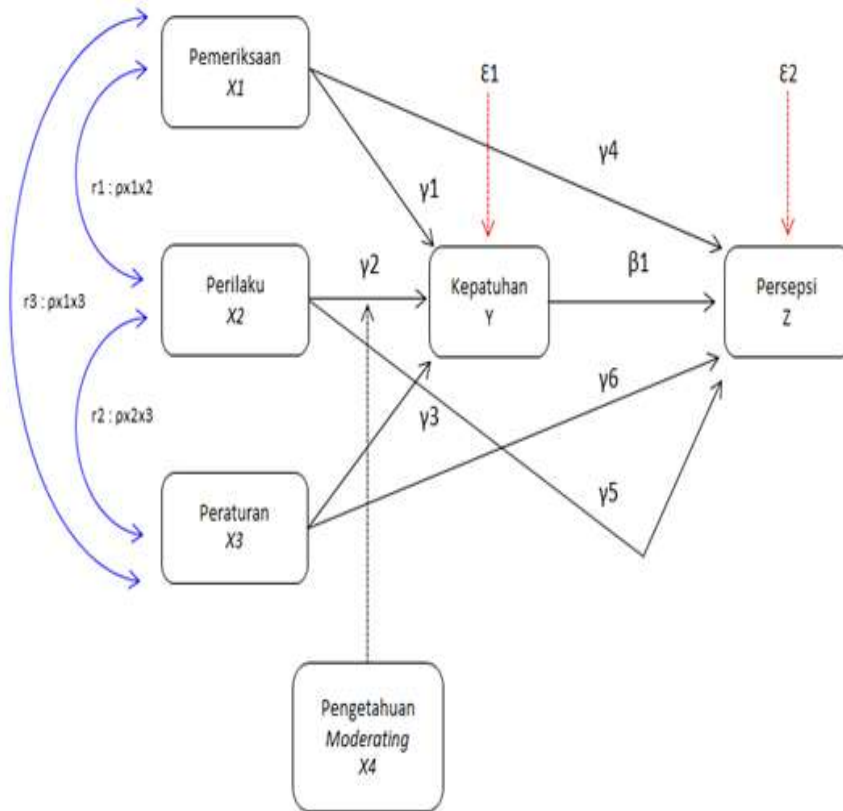 Pemeriksaan
X1
ε1
ε2
γ4
γ1
r1 : ρx1x2
Perilaku
X2
γ2
Kepatuhan
Y
β1
Persepsi
Z
r3 : ρx1x3
γ6
r2 : ρx2x3
γ3
γ5
Peraturan
X3
Pengetahuan
Moderating
X4